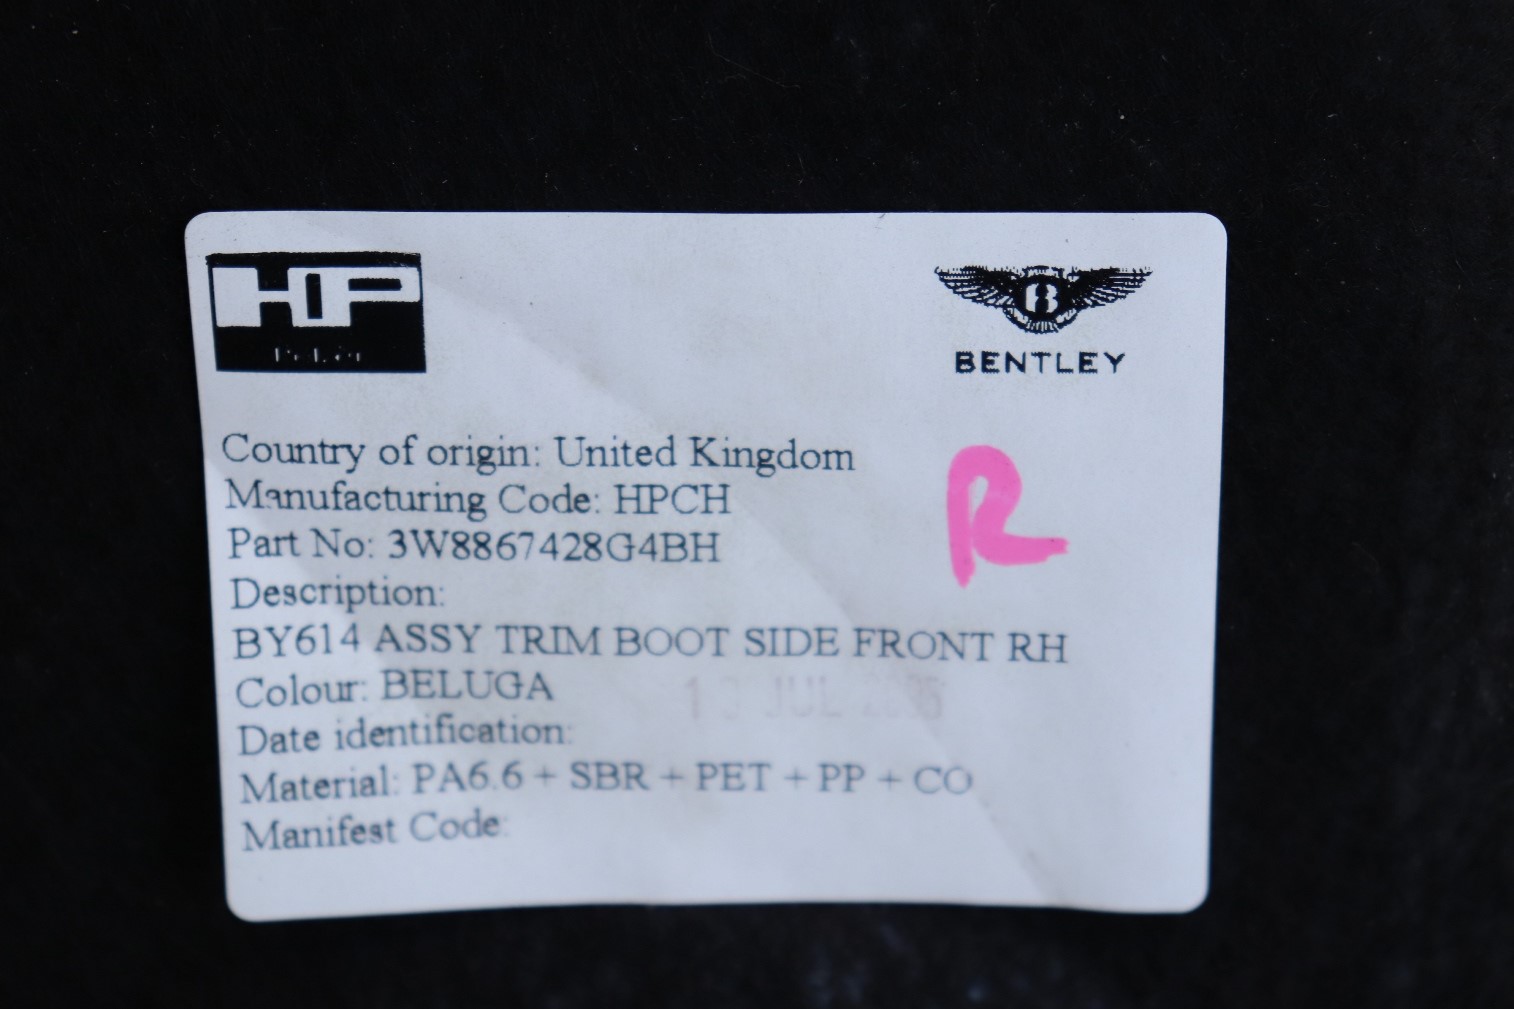 HP
B
BENTLEY
R
Country of origin: United Kingdom
Manufacturing Code: HPCH
Part No: 3W8867428G4BH
Description:
BY614 ASSY TRIM BOOT SIDE FRONT RH
Colour: BELUGA
JUL
Date identification:
Material: PA6.6 + SBR + PET + PP + CO
Manifest Code: